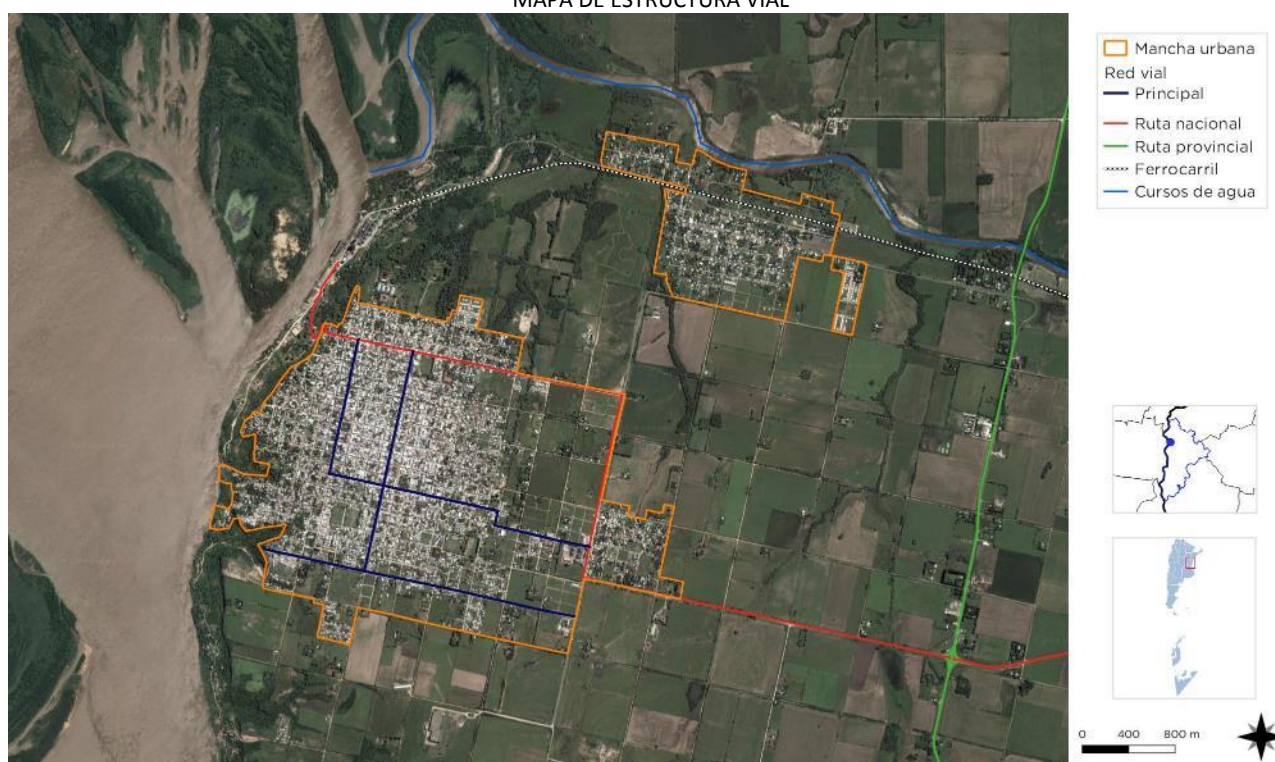 MAPA DE ESTRUCTURA VIAL
Mancha urbana
Red vial
Principal
Ruta nacional
Ruta provincial
Ferrocarril
Cursos de agua
0 400 800 m